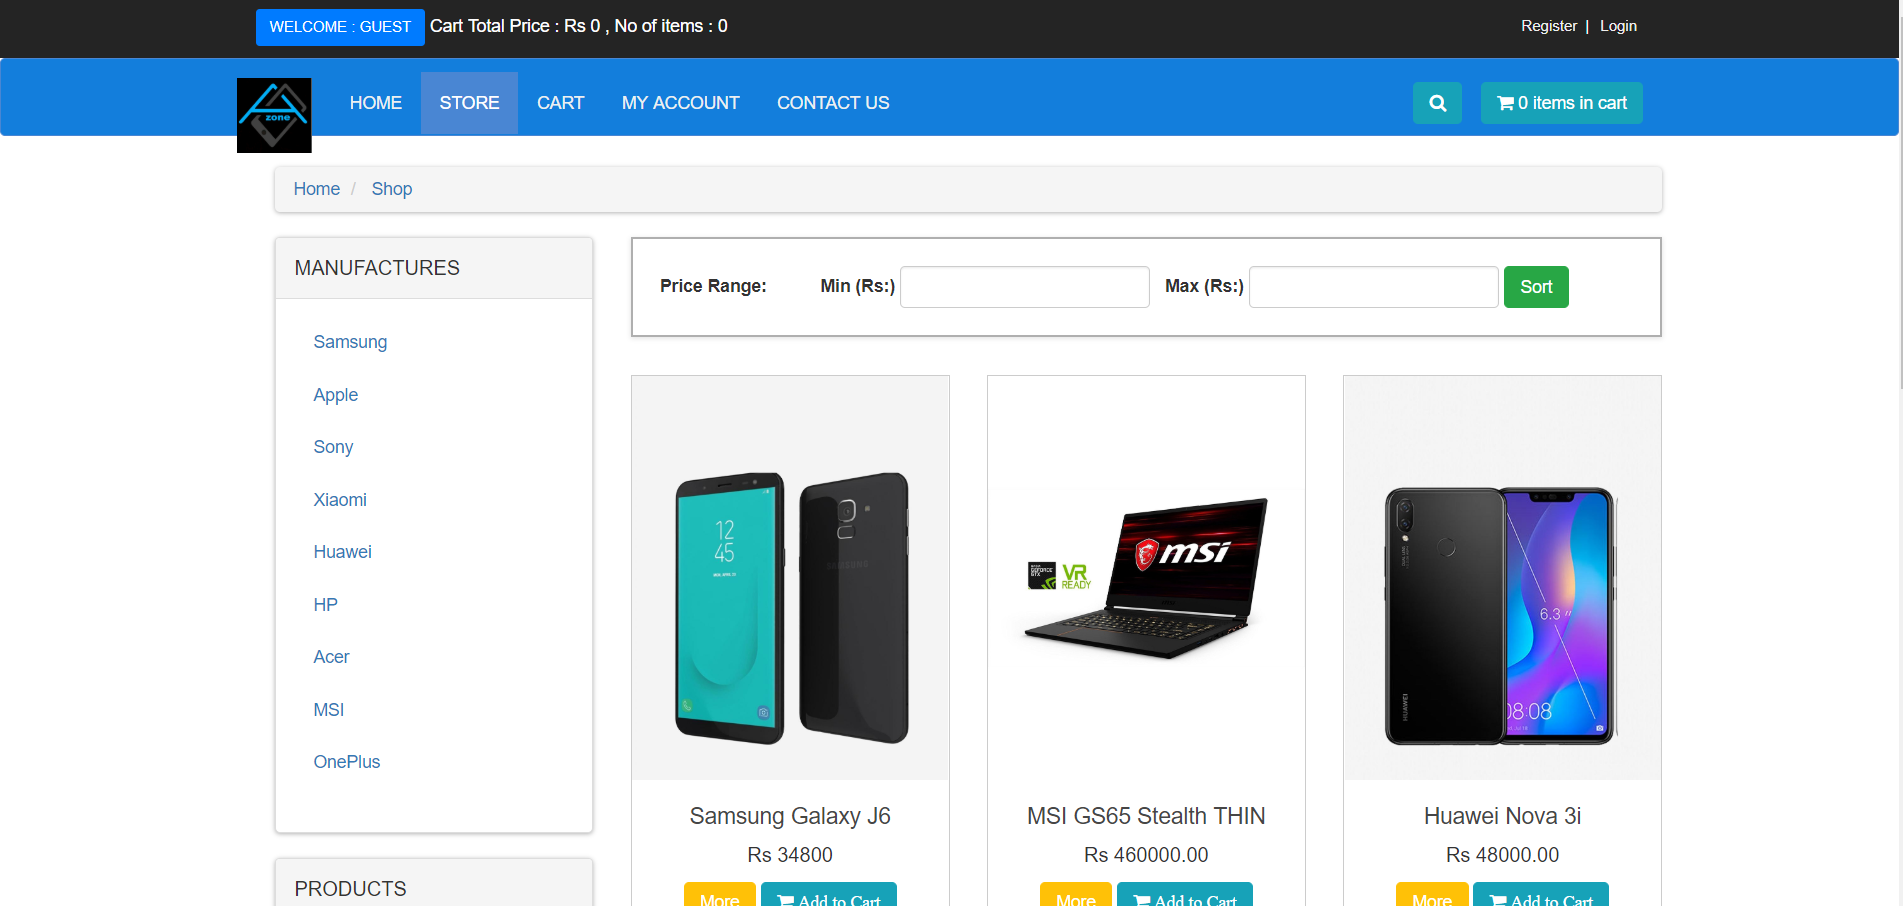 WELCOME : GUEST Cart Total Price : Rs 0 , No of items : 0 Register | Login
zone
HOME STORE CART MY ACCOUNT CONTACT US 0 items in cart
Home / Shop
MANUFACTURES
Samsung
Apple
Sony
Xiaomi
Huawei
HP
Acer
MSI
OnePlus
PRODUCTS
Price Range: Min (Rs:) Max (Rs:) Sort
12
45
SAMSUNG
Samsung Galaxy J6
Rs 34800
More Add to Cart
msi
GEFORCE
GTX
VR
READY
MSI GS65 Stealth THIN
Rs 460000.00
More Add to Cart
6.3 "
08:08
HUAWEI
Huawei Nova 3i
Rs 48000.00
More Add to Cart